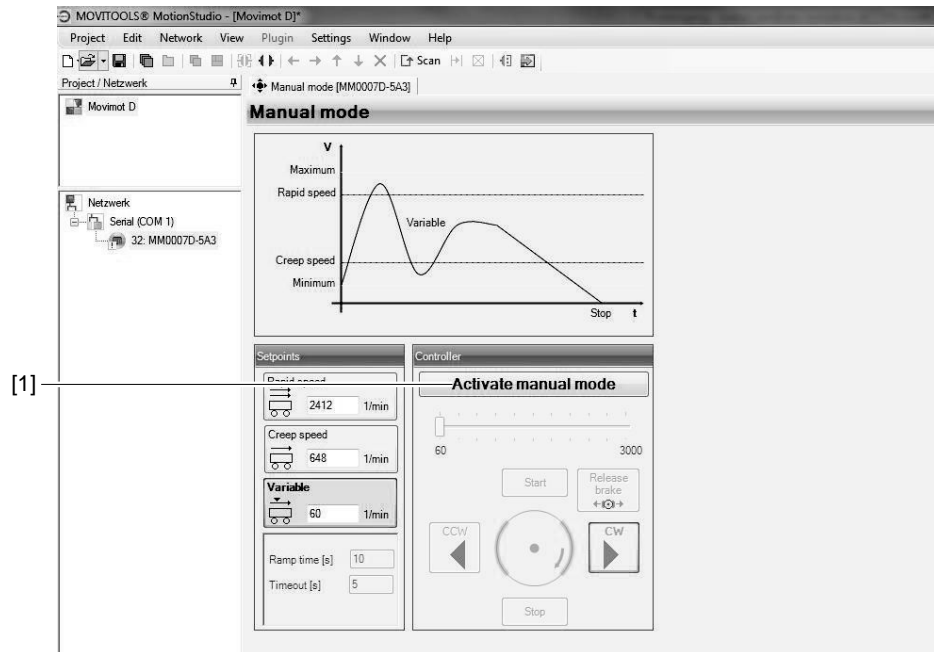 MOVITOOLS® MotionStudio - [Movimot D]*
Project Edit Network View Plugin Settings Window Help
Scan
Project / Netzwerk
Manual mode [MM0007D-5A3]
Movimot D
Manual mode
V
Maximum
Rapid speed
Variable
Creep speed
Minimum
Stop t
Netzwerk
Serial (COM 1)
32: MM0007D-5A3
[1]
Setpoints
Rapid speed
2412 1/min
Creep speed
648 1/min
Variable
60 1/min
Ramp time [s] 10
Timeout [s] 5
Controller
Activate manual mode
60 3000
Start
Release brake
CCW
CW
Stop